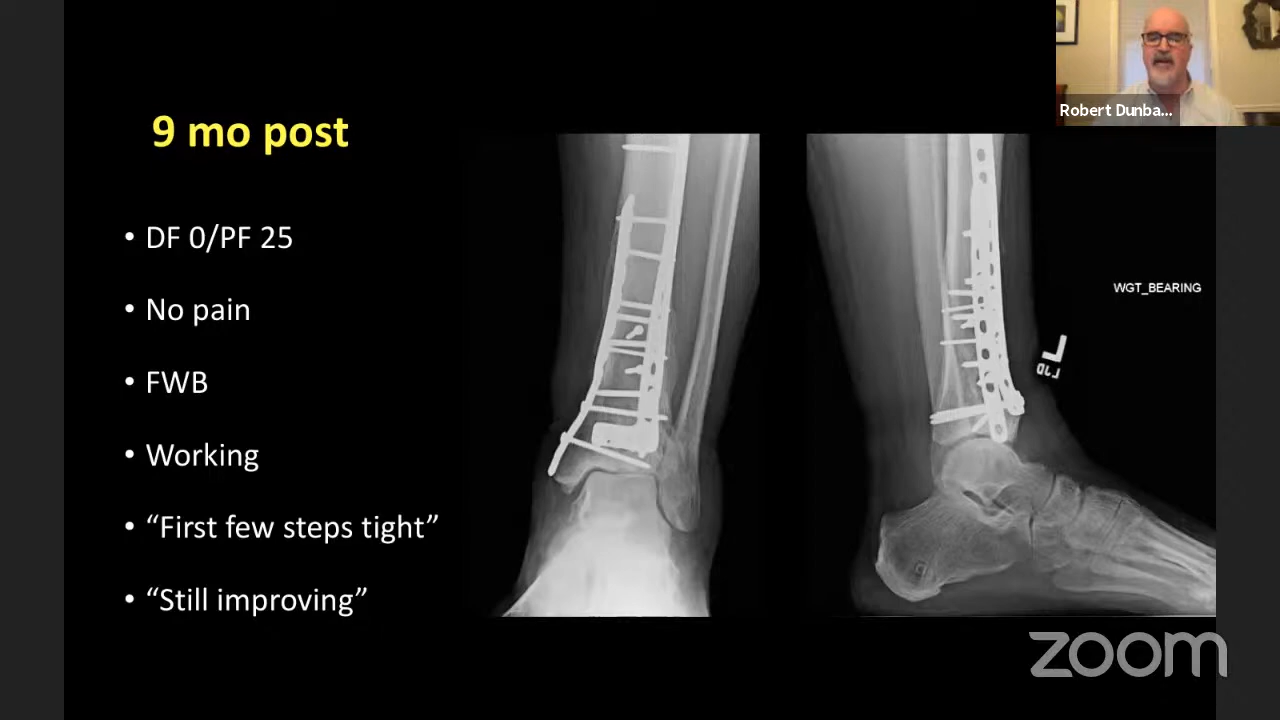 Robert Dunba...
9 mo post
• DF 0/PF 25
• No pain
• FWB
• Working
• “First few steps tight”
• “Still improving”
WGT_BEARING
L
zoom